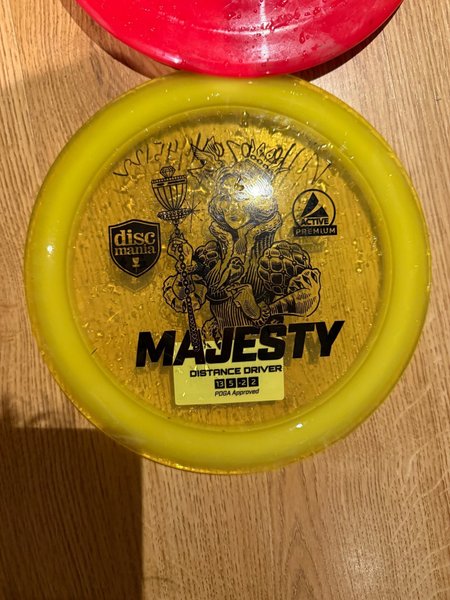 disc
mania
ACTIVE
PREMIUM
MAJESTY
DISTANCE DRIVER
13 5 -2 2
PDGA Approved